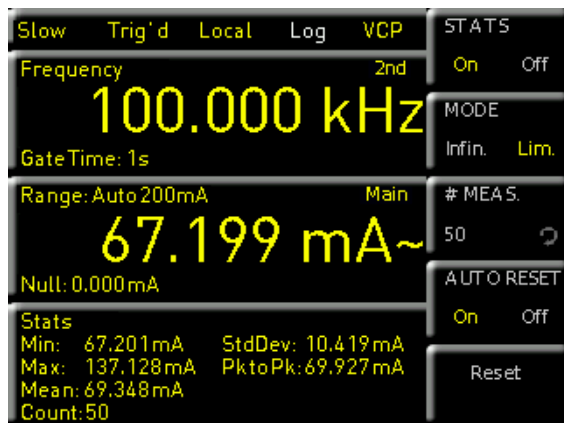 Slow Trig'd Local Log VCP
Frequency 2nd
100.000 kHz
GateTime: 1s
Range: Auto 200mA Main
67.199 mA~
Null: 0.000mA
Stats
Min: 67.201mA StdDev: 10.419mA
Max: 137.128mA PktoPk: 69.927mA
Mean: 69.348mA
Count: 50
STATS
On Off
MODE
Infin. Lim.
# MEAS.
50
AUTO RESET
On Off
Reset